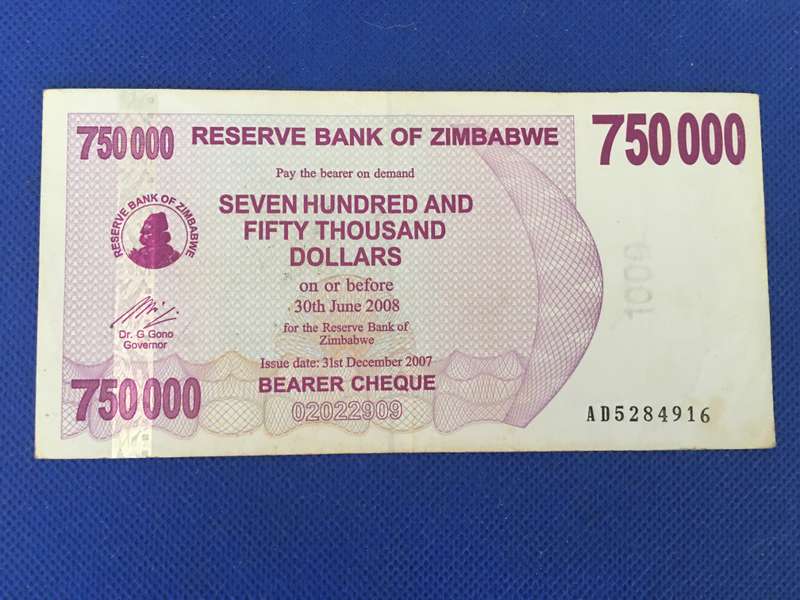 750 000
RESERVE BANK OF ZIMBABWE
750 000
Pay the bearer on demand
RESERVE BANK OF ZIMBABWE
SEVEN HUNDRED AND
FIFTY THOUSAND
DOLLARS
on or before
30th June 2008
1000
Dr. G.Gono
Governor
for the Reserve Bank of
Zimbabwe
Issue date: 31st December 2007
750 000
BEARER CHEQUE
02022909
AD5284916